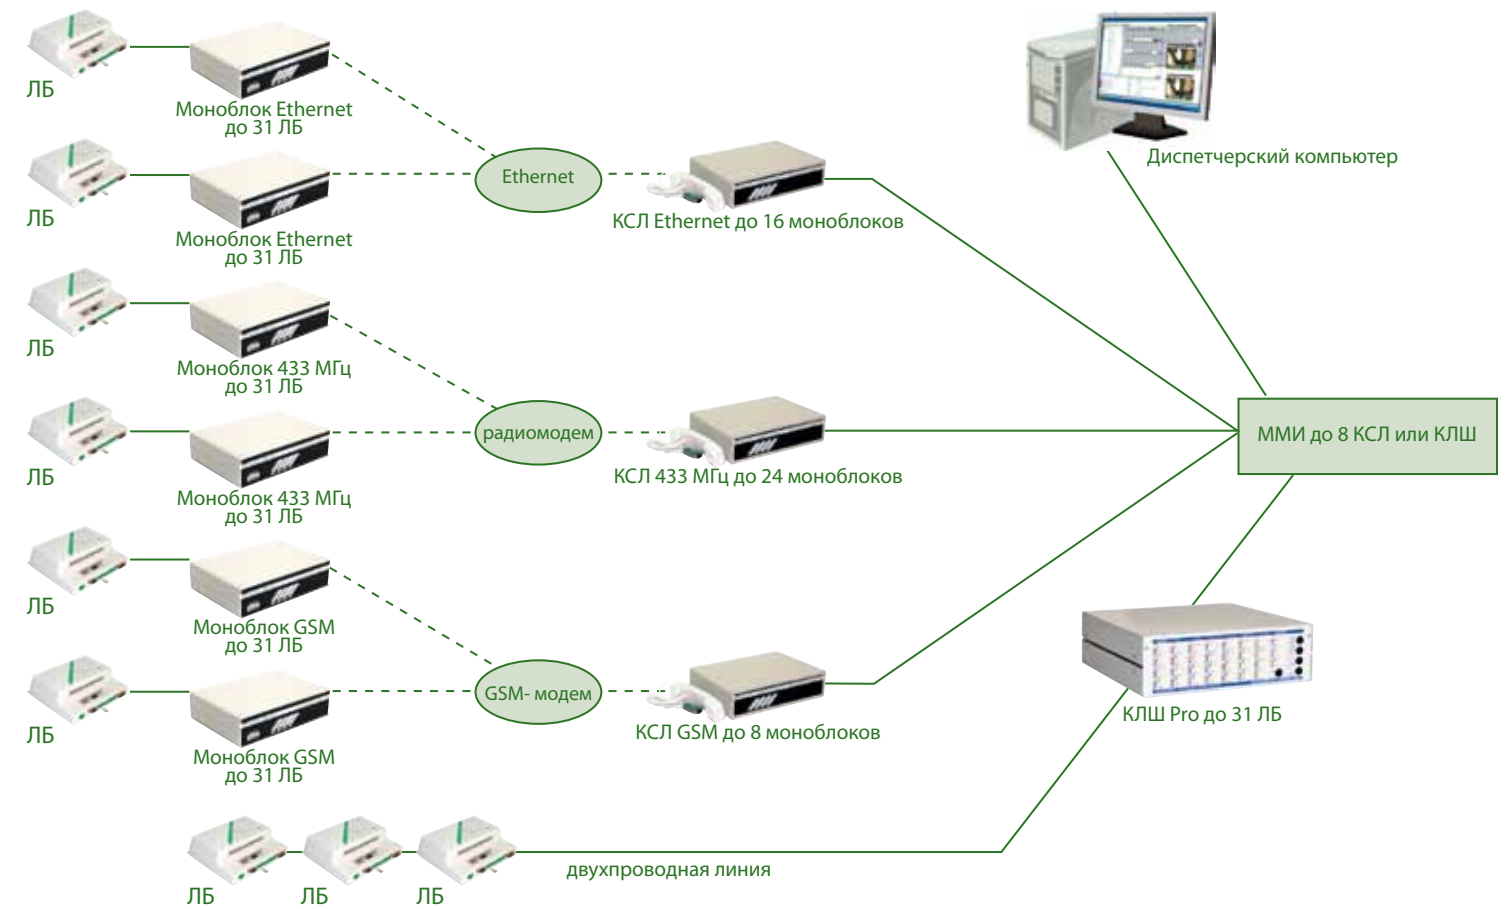 ЛБ
Моноблок Ethernet
до 31 ЛБ
Диспетчерский компьютер
ЛБ
Моноблок Ethernet
до 31 ЛБ
Ethernet
КСЛ Ethernet до 16 моноблоков
ЛБ
Моноблок 433 МГц
до 31 ЛБ
ЛБ
Моноблок 433 МГц
до 31 ЛБ
радиомодем
КСЛ 433 МГц до 24 моноблоков
ММИ до 8 КСЛ или КЛШ
ЛБ
Моноблок GSM
до 31 ЛБ
ЛБ
Моноблок GSM
до 31 ЛБ
GSM- модем
КСЛ GSM до 8 моноблоков
КЛШ Pro до 31 ЛБ
двухпроводная линия
ЛБ
ЛБ
ЛБ